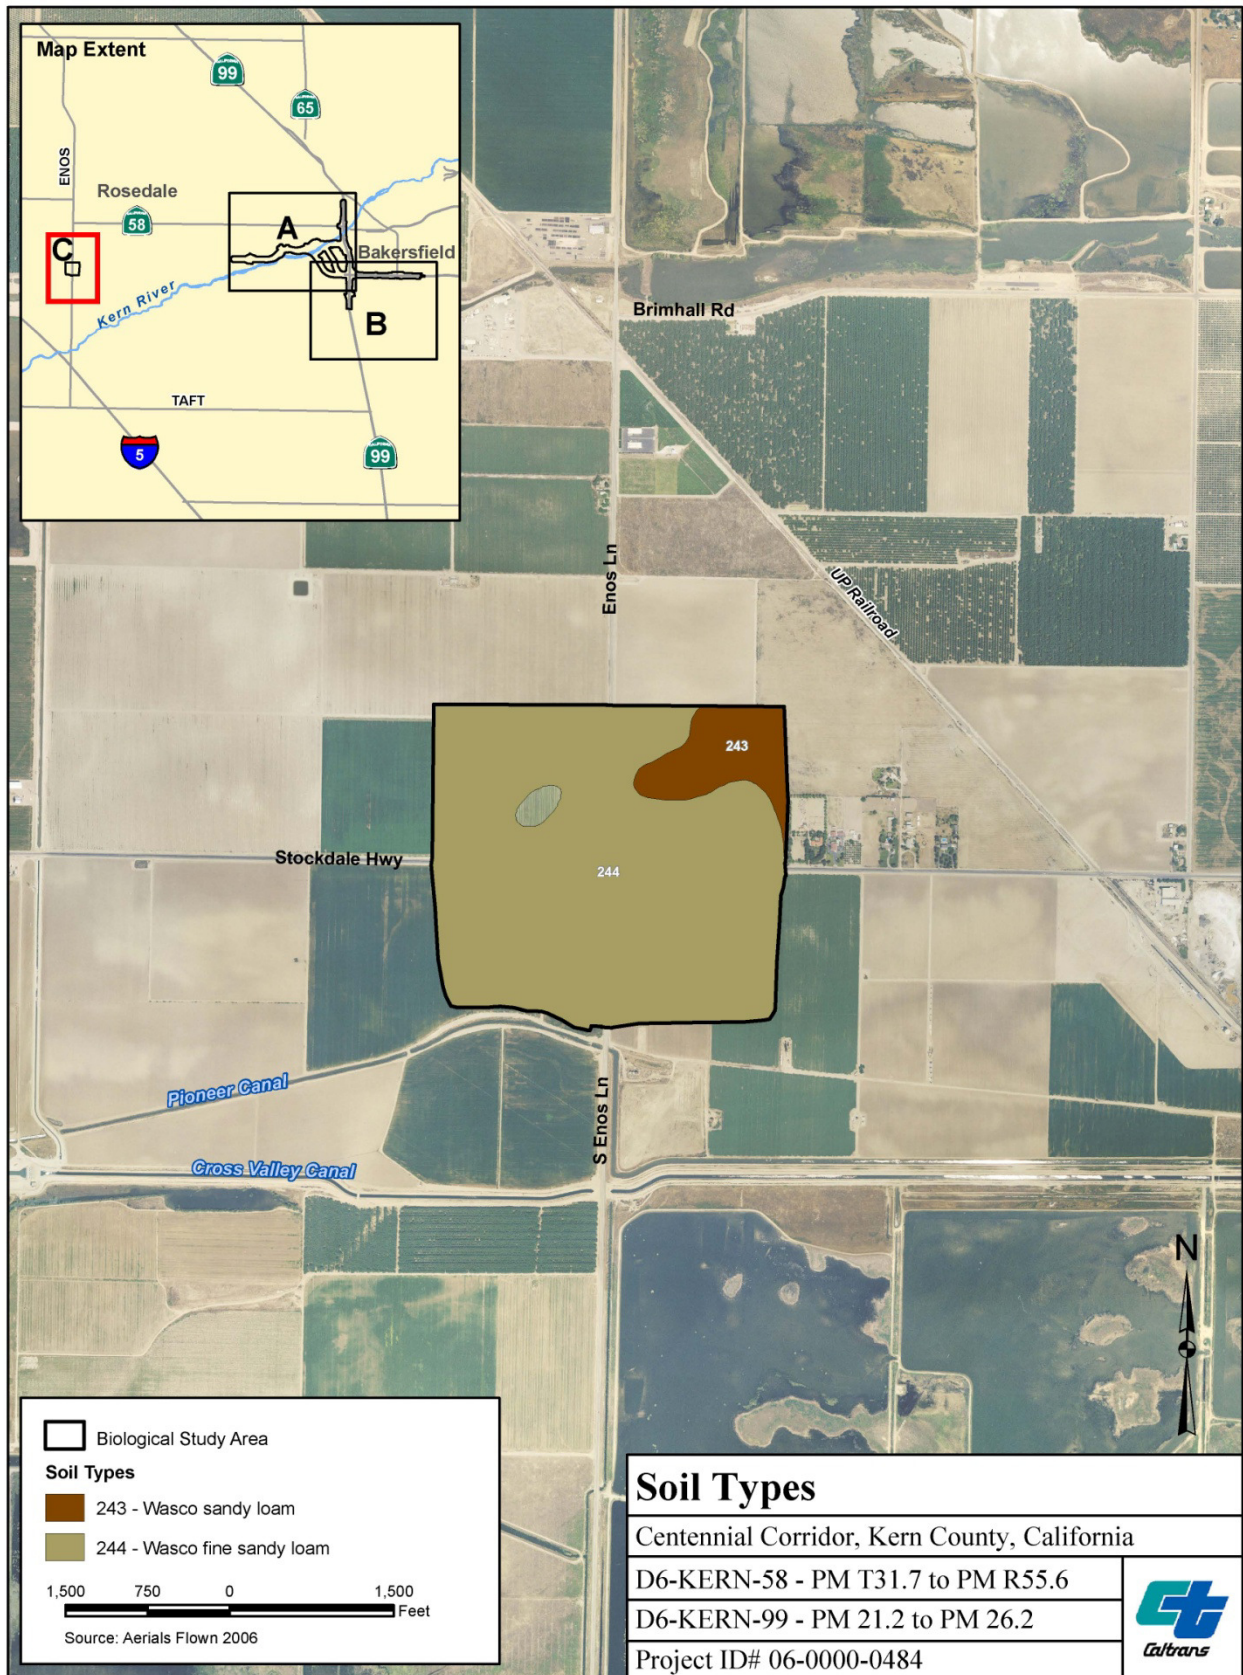 Map Extent
99
65
ENOS
Rosedale
58
A
C
Bakersfield
Kern River
B
TAFT
5
99
Brimhall Rd
Enos Ln
UP Railroad
243
Stockdale Hwy
244
Pioneer Canal
S Enos Ln
Cross Valley Canal
N
Biological Study Area
Soil Types
243 - Wasco sandy loam
244 - Wasco fine sandy loam
1,500 750 0 1,500
Feet
Source: Aerials Flown 2006
Soil Types
Centennial Corridor, Kern County, California
D6-KERN-58 - PM T31.7 to PM R55.6
D6-KERN-99 - PM 21.2 to PM 26.2
Project ID# 06-0000-0484
ct
Caltrans